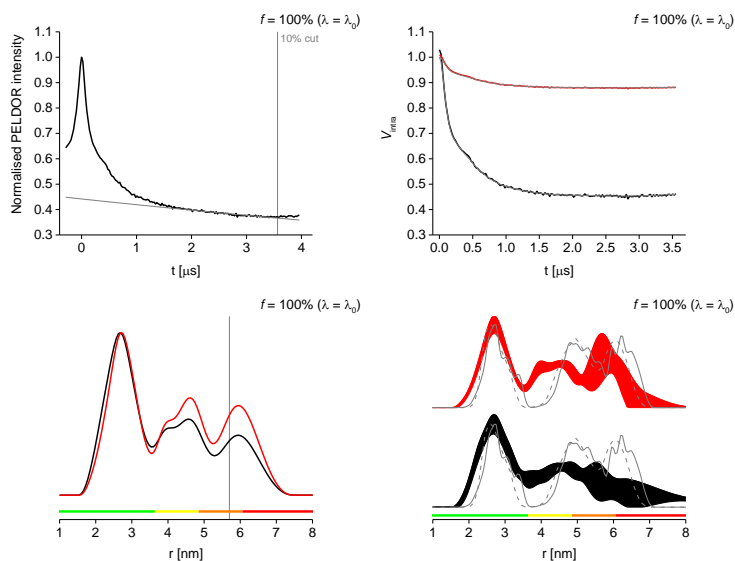 f = 100% (λ = λ₀)
10% cut
Normalised PELDOR intensity
1.1
1.0
0.9
0.8
0.7
0.6
0.5
0.4
0.3
0 1 2 3 4
t [μs]
f = 100% (λ = λ₀)
V_intra
1.1
1.0
0.9
0.8
0.7
0.6
0.5
0.4
0.3
0.0 0.5 1.0 1.5 2.0 2.5 3.0 3.5
t [μs]
f = 100% (λ = λ₀)
1 2 3 4 5 6 7 8
r [nm]
f = 100% (λ = λ₀)
1 2 3 4 5 6 7 8
r [nm]